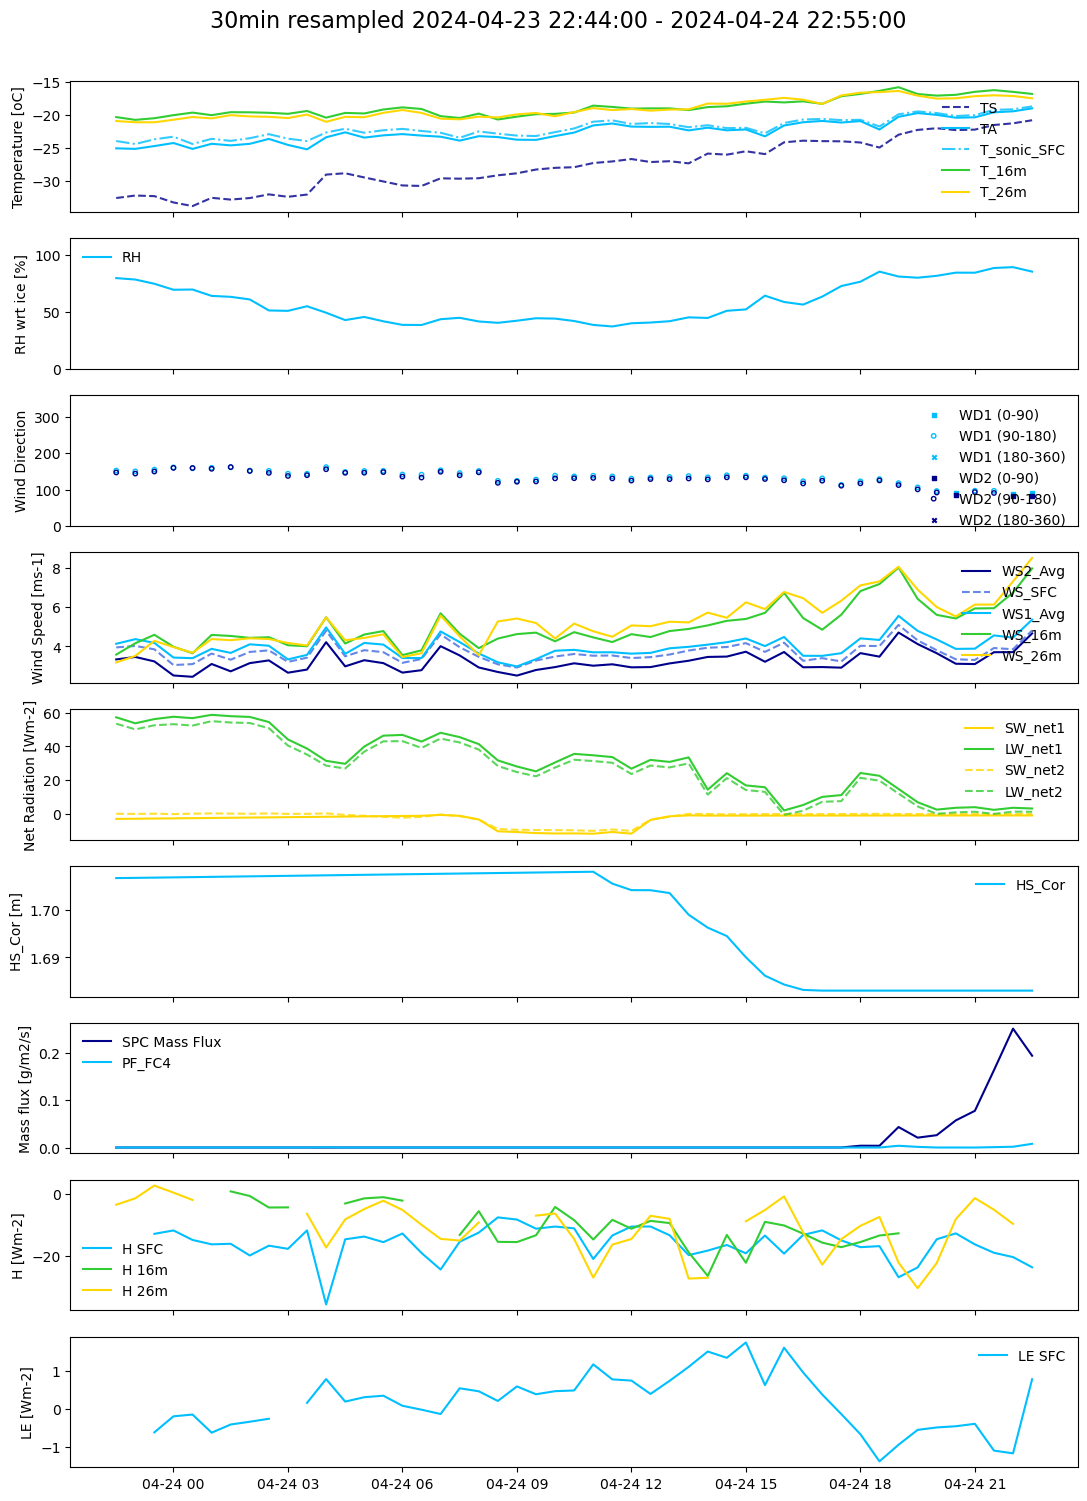 30min resampled 2024-04-23 22:44:00 - 2024-04-24 22:55:00
Temperature [oC]
−15
−20
−25
−30
TS
TA
T_sonic_SFC
T_16m
T_26m
RH wrt ice [%]
100
50
0
RH
Wind Direction
300
200
100
0
WD1 (0-90)
WD1 (90-180)
WD1 (180-360)
WD2 (0-90)
WD2 (90-180)
WD2 (180-360)
Wind Speed [ms-1]
8
6
4
WS2_Avg
WS_SFC
WS1_Avg
WS_16m
WS_26m
Net Radiation [Wm-2]
60
40
20
0
SW_net1
LW_net1
SW_net2
LW_net2
HS_Cor [m]
1.70
1.69
HS_Cor
Mass flux [g/m2/s]
0.2
0.1
0.0
SPC Mass Flux
PF_FC4
H [Wm-2]
0
−20
H SFC
H 16m
H 26m
LE [Wm-2]
1
0
−1
LE SFC
04-24 00
04-24 03
04-24 06
04-24 09
04-24 12
04-24 15
04-24 18
04-24 21